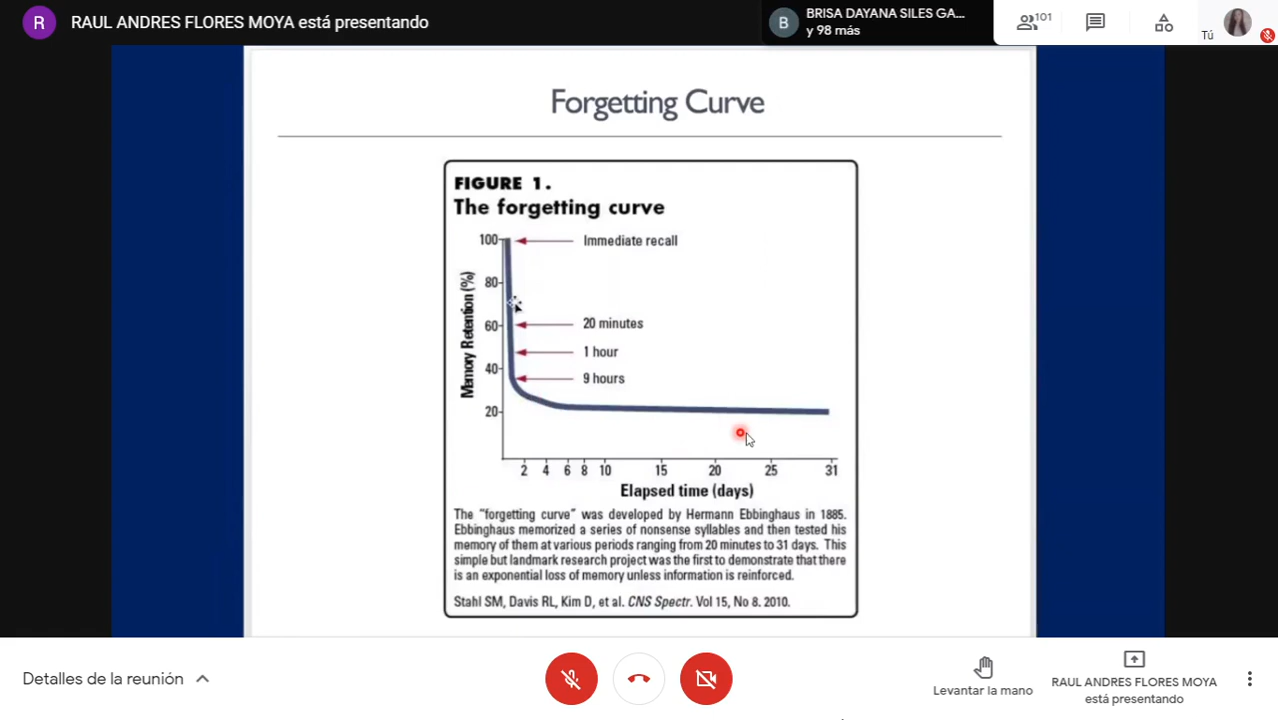 R RAUL ANDRES FLORES MOYA está presentando
B BRISA DAYANA SILES GA...
y 98 más
101
Tú
Forgetting Curve
FIGURE 1.
The forgetting curve
100
Immediate recall
80
60
20 minutes
1 hour
40
9 hours
20
Memory Retention (%)
2 4 6 8 10 15 20 25 31
Elapsed time (days)
The “forgetting curve” was developed by Hermann Ebbinghaus in 1885.
Ebbinghaus memorized a series of nonsense syllables and then tested his
memory of them at various periods ranging from 20 minutes to 31 days. This
simple but landmark research project was the first to demonstrate that there
is an exponential loss of memory unless information is reinforced.
Stahl SM, Davis RL, Kim D, et al. CNS Spectr. Vol 15, No 8. 2010.
Detalles de la reunión
Levantar la mano
RAUL ANDRES FLORES MOYA
está presentando